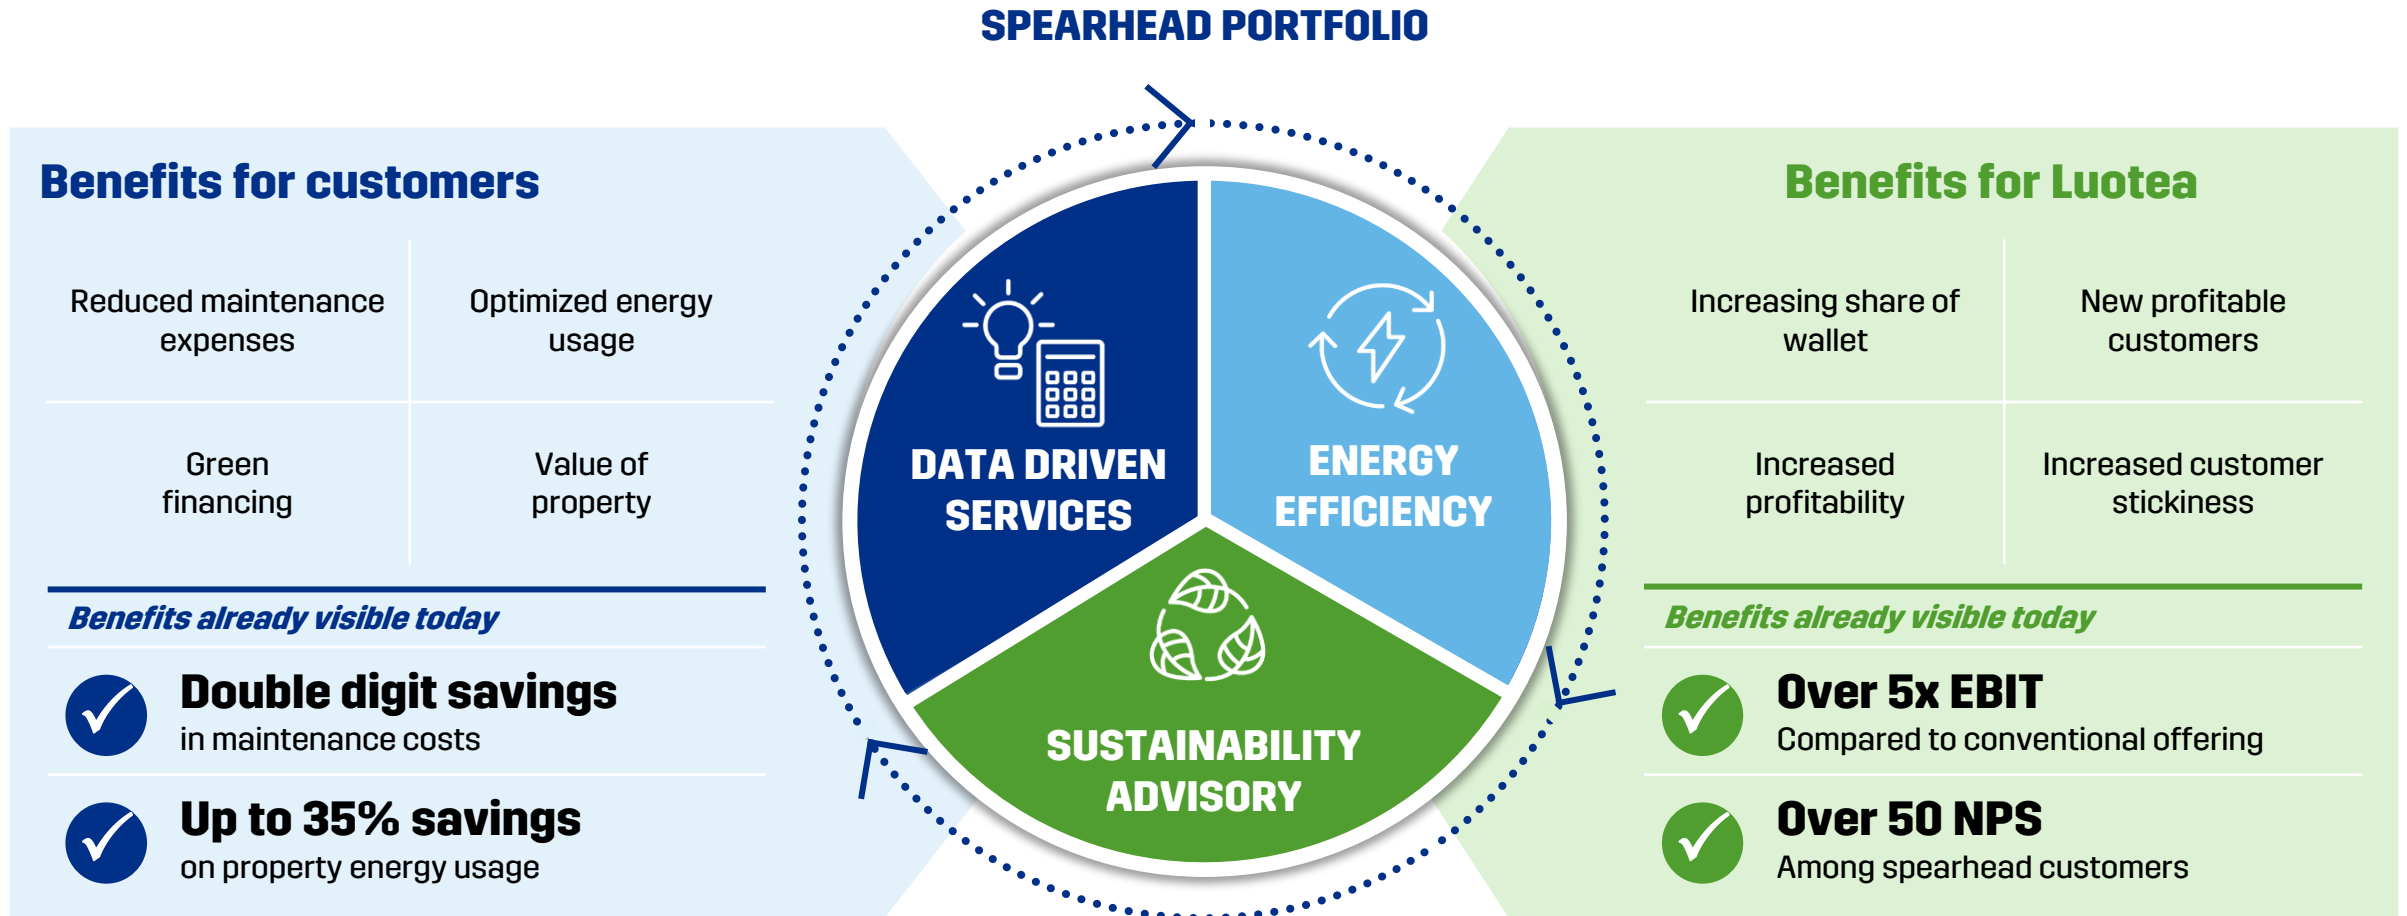 SPEARHEAD PORTFOLIO
Benefits for customers
Reduced maintenance
expenses
Optimized energy
usage
Green
financing
Value of
property
Benefits already visible today
Double digit savings
in maintenance costs
Up to 35% savings
on property energy usage
DATA DRIVEN
SERVICES
ENERGY
EFFICIENCY
SUSTAINABILITY
ADVISORY
Benefits for Luotea
Increasing share of
wallet
New profitable
customers
Increased
profitability
Increased customer
stickiness
Benefits already visible today
Over 5x EBIT
Compared to conventional offering
Over 50 NPS
Among spearhead customers